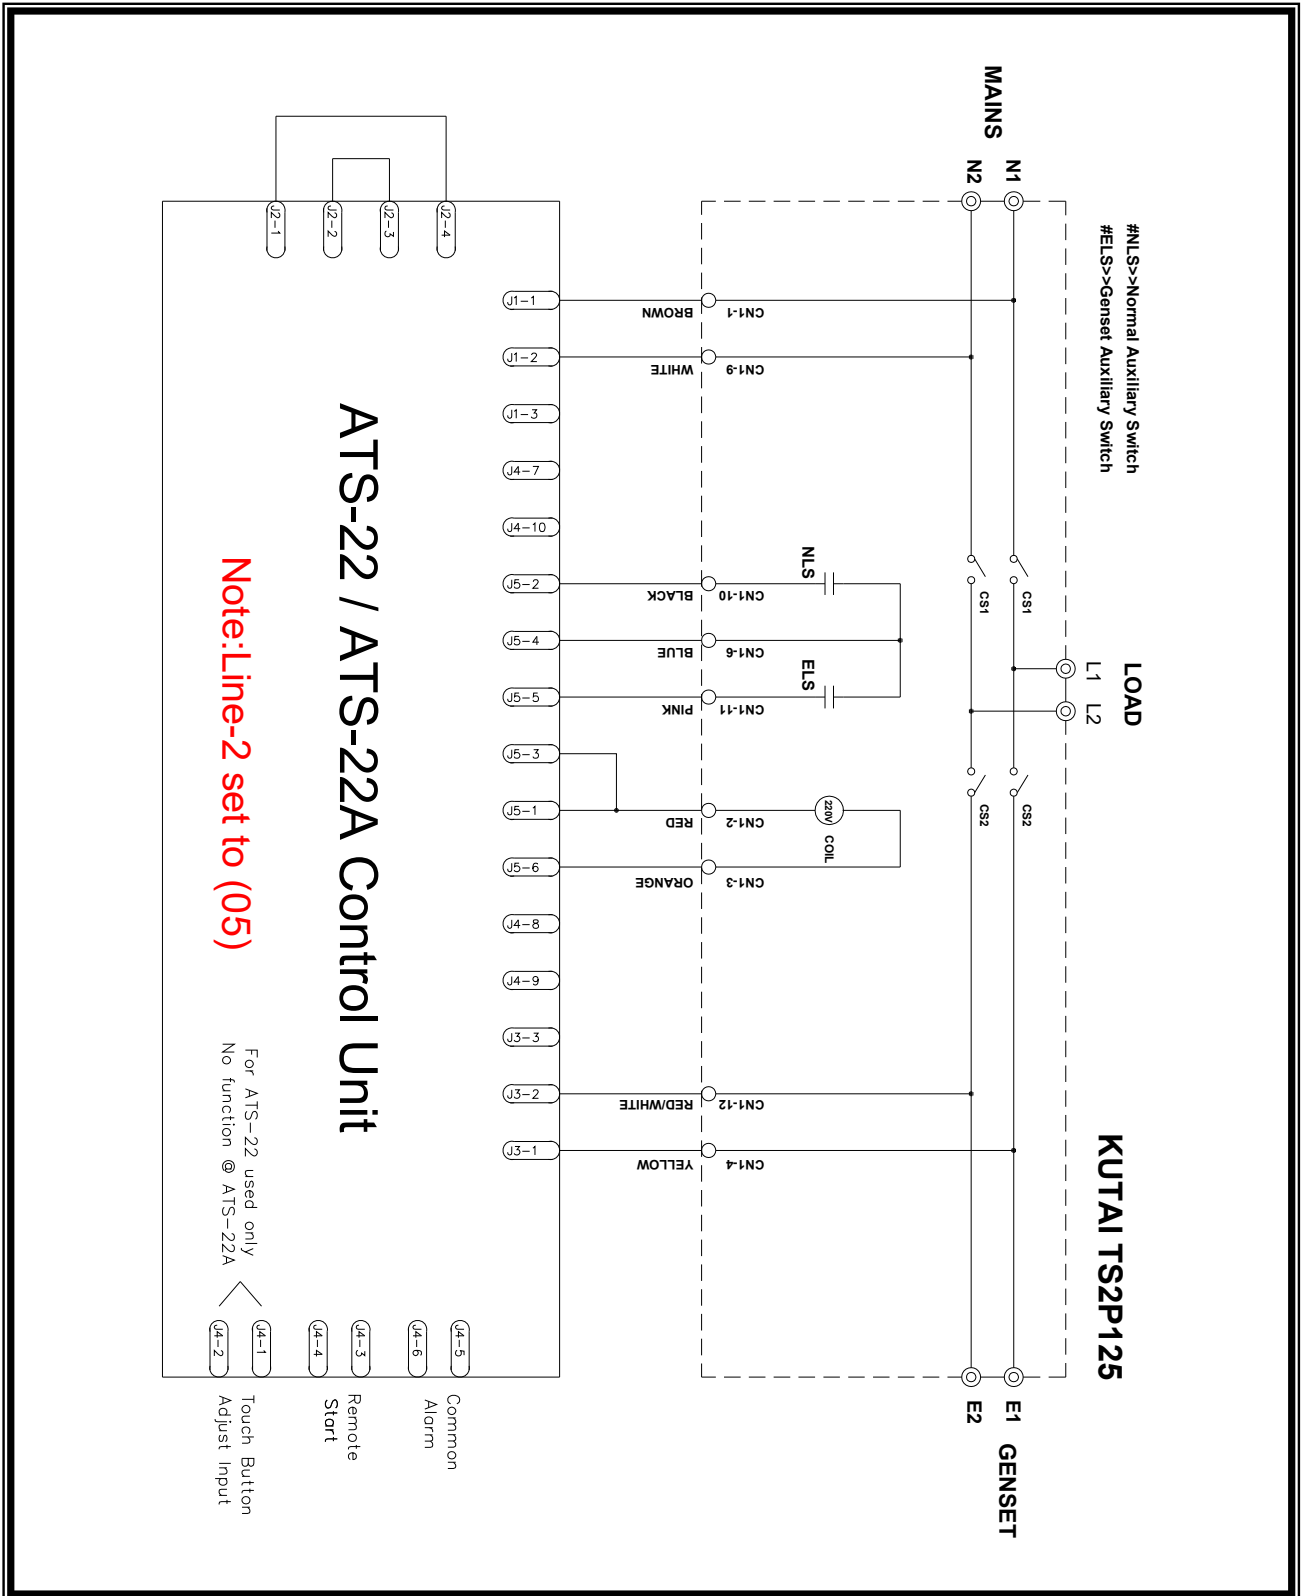 KUTAI TS2P125
#NLS>>Normal Auxiliary Switch
#ELS>>Genset Auxiliary Switch
LOAD
L1
L2
MAINS
N1
N2
CS1
CS1
CS2
CS2
E1
E2
GENSET
NLS
ELS
220V
COIL
CN1-1
BROWN
CN1-9
WHITE
CN1-10
BLACK
CN1-6
BLUE
CN1-11
PINK
CN1-2
RED
CN1-3
ORANGE
CN1-12
RED/WHITE
CN1-4
YELLOW
J1-1
J1-2
J1-3
J4-7
J4-10
J5-2
J5-4
J5-5
J5-3
J5-1
J5-6
J4-8
J4-9
J3-3
J3-2
J3-1
J2-4
J2-3
J2-2
J2-1
ATS-22 / ATS-22A Control Unit
Note:Line-2 set to (05)
For ATS-22 used only
No function @ ATS-22A
J4-5
J4-6
J4-3
J4-4
J4-1
J4-2
Common
Alarm
Remote
Start
Touch Button
Adjust Input